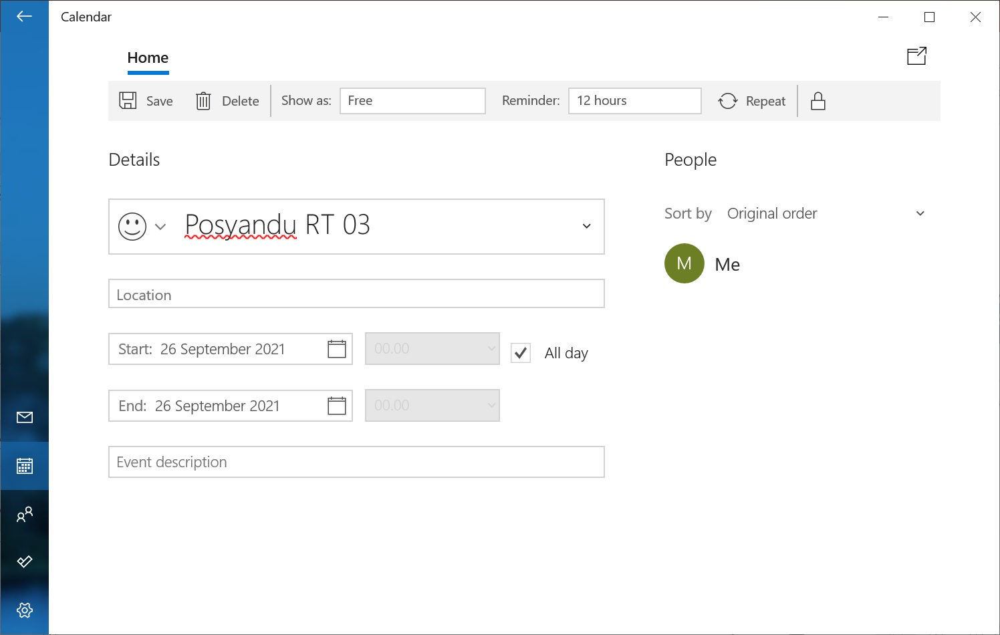 Calendar
Home
Save Delete Show as: Free Reminder: 12 hours Repeat
Details
People
Posyandu RT 03
Sort by Original order
M Me
Location
Start: 26 September 2021 00.00 All day
End: 26 September 2021 00.00
Event description